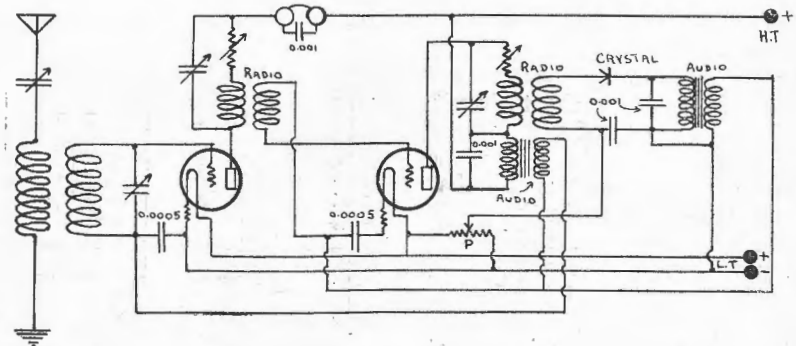 0.001
+
H.T
RADIO
RADIO
CRYSTAL
AUDIO
0.001
0.001
AUDIO
0.0005
0.0005
P
+
L.T
-